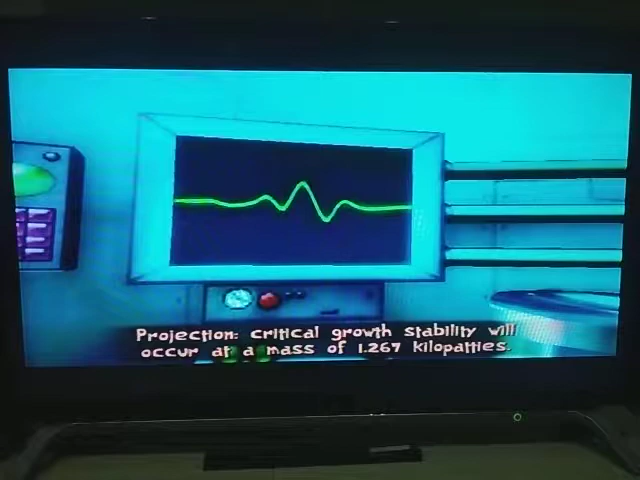 Projection: critical growth stability will
occur at a mass of 1.267 kilopatties.